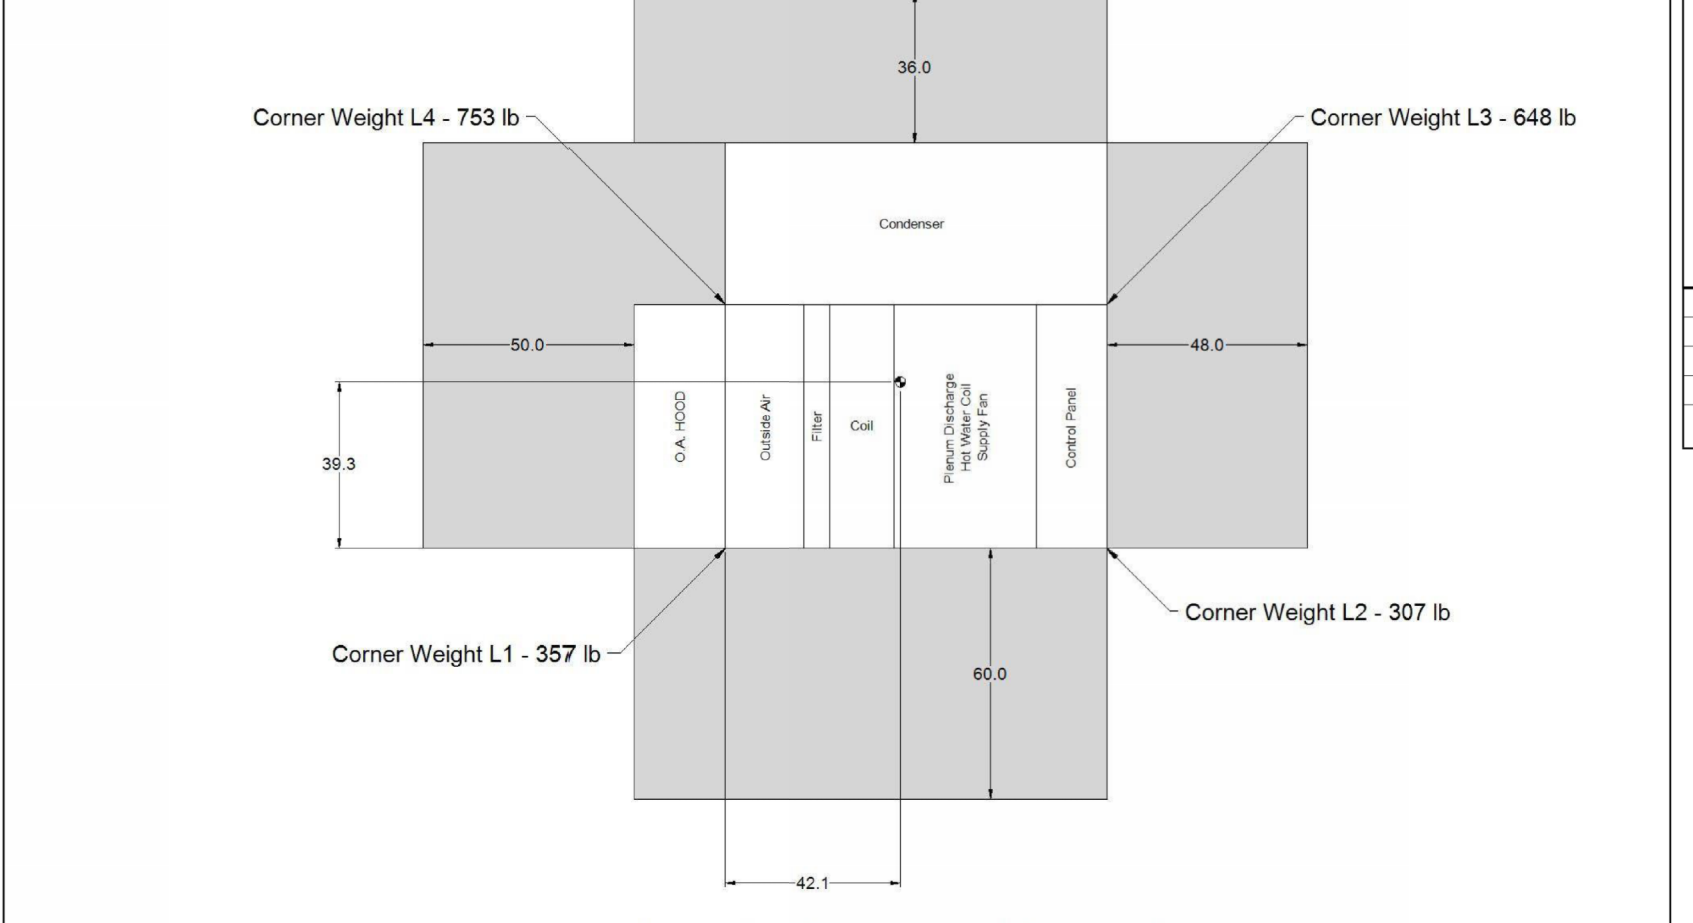 36.0
Corner Weight L4 - 753 lb
Corner Weight L3 - 648 lb
Condenser
50.0
48.0
O.A. HOOD
Outside Air
Filter
Coil
Plenum Discharge
Hot Water Coil
Supply Fan
Control Panel
39.3
Corner Weight L2 - 307 lb
Corner Weight L1 - 357 lb
60.0
42.1